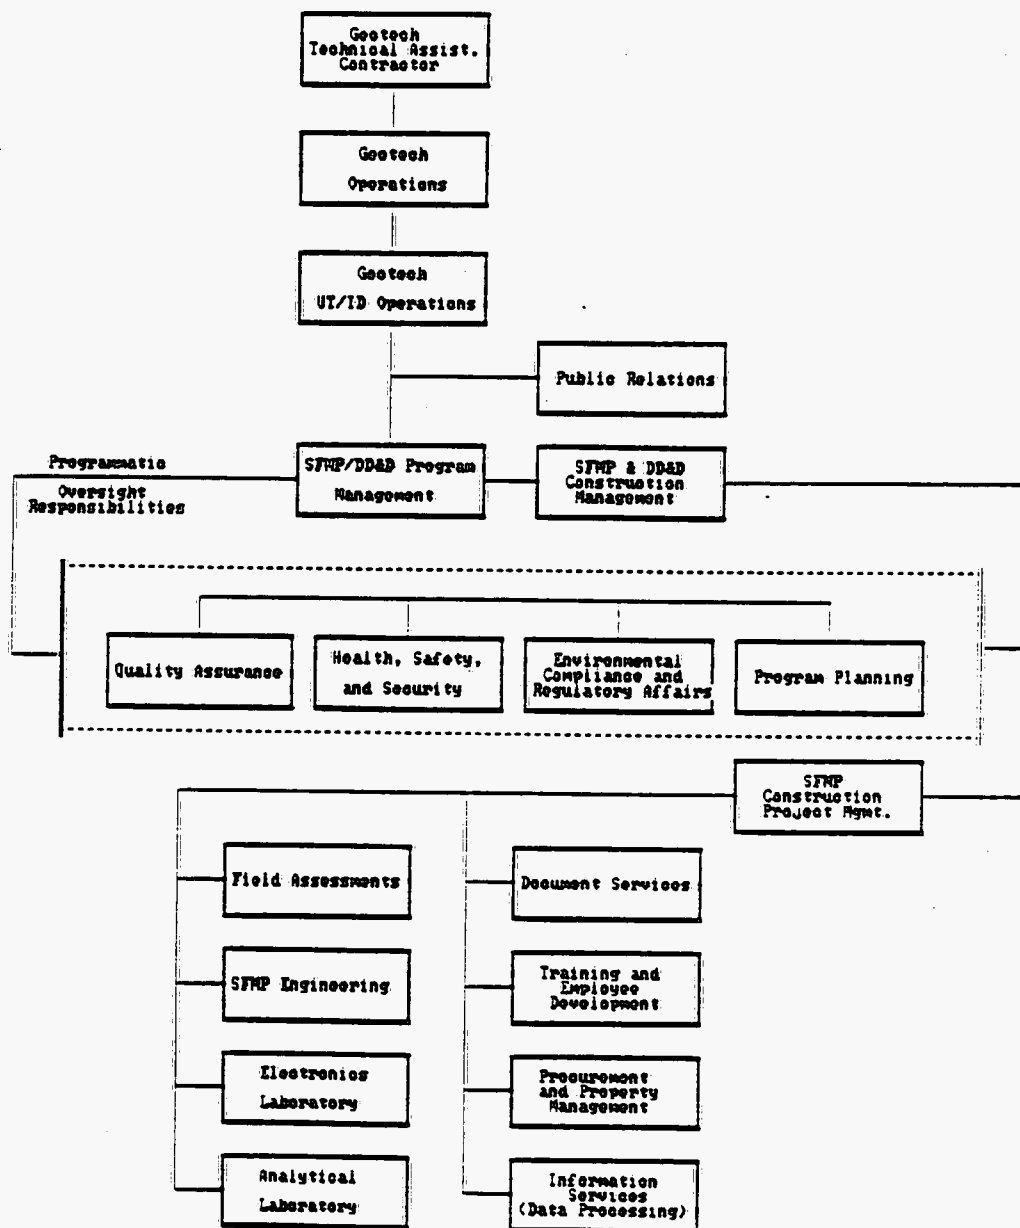 Geotech
Technical Assist.
Contractor
Geotech
Operations
Geotech
UT/ID Operations
Public Relations
Programmatic
Oversight
Responsibilities
SFMP/DD&D Program
Management
SFMP & DD&D
Construction
Management
Quality Assurance
Health, Safety,
and Security
Environmental
Compliance and
Regulatory Affairs
Program Planning
SFMP
Construction
Project Mgmt.
Field Assessments
Document Services
SFMP Engineering
Training and
Employee
Development
Electronics
Laboratory
Procurement
and Property
Management
Analytical
Laboratory
Information
Services
(Data Processing)